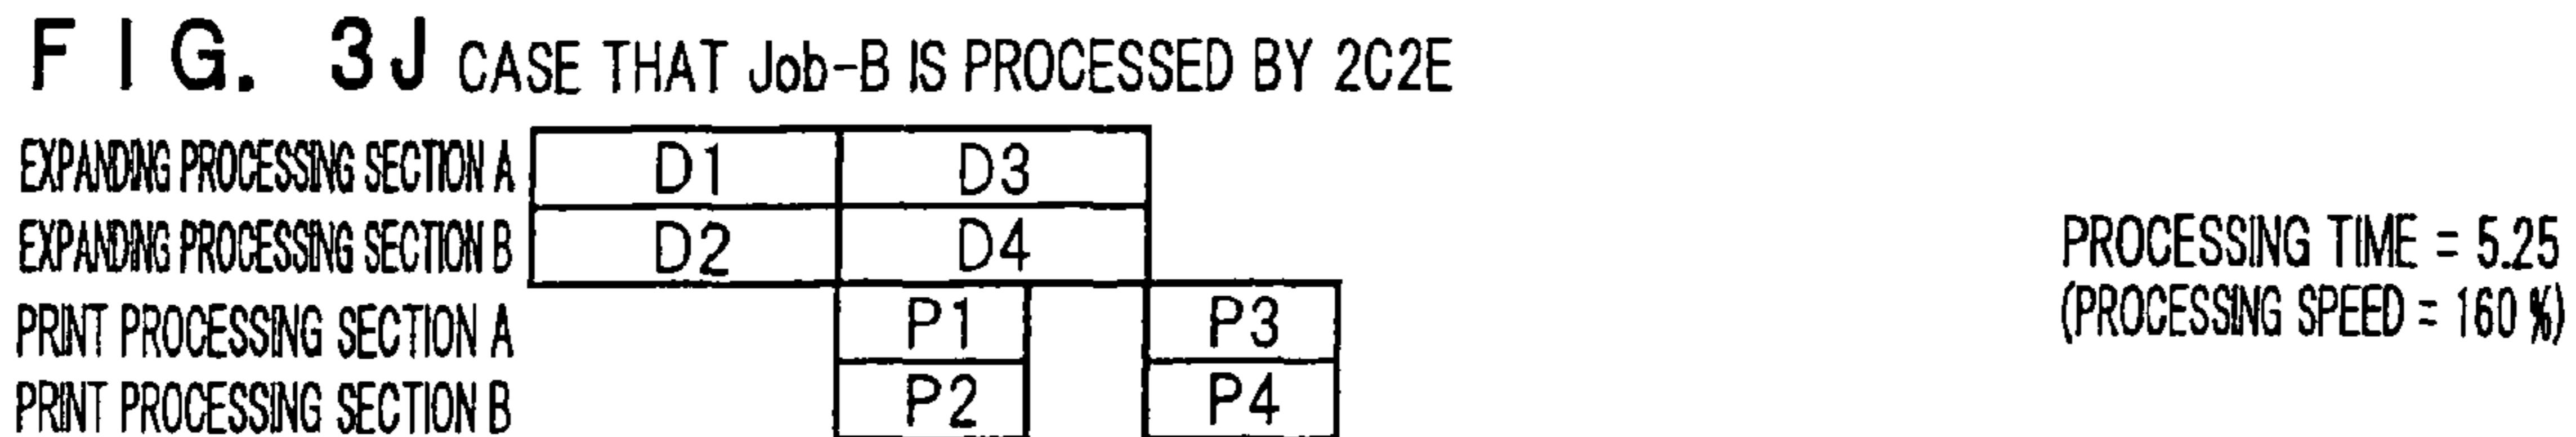 FIG. 3J CASE THAT Job-B IS PROCESSED BY 2C2E
EXPANDING PROCESSING SECTION A D1 D3
EXPANDING PROCESSING SECTION B D2 D4
PROCESSING TIME = 5.25
(PROCESSING SPEED = 160 %)
PRINT PROCESSING SECTION A P1 P3
PRINT PROCESSING SECTION B P2 P4